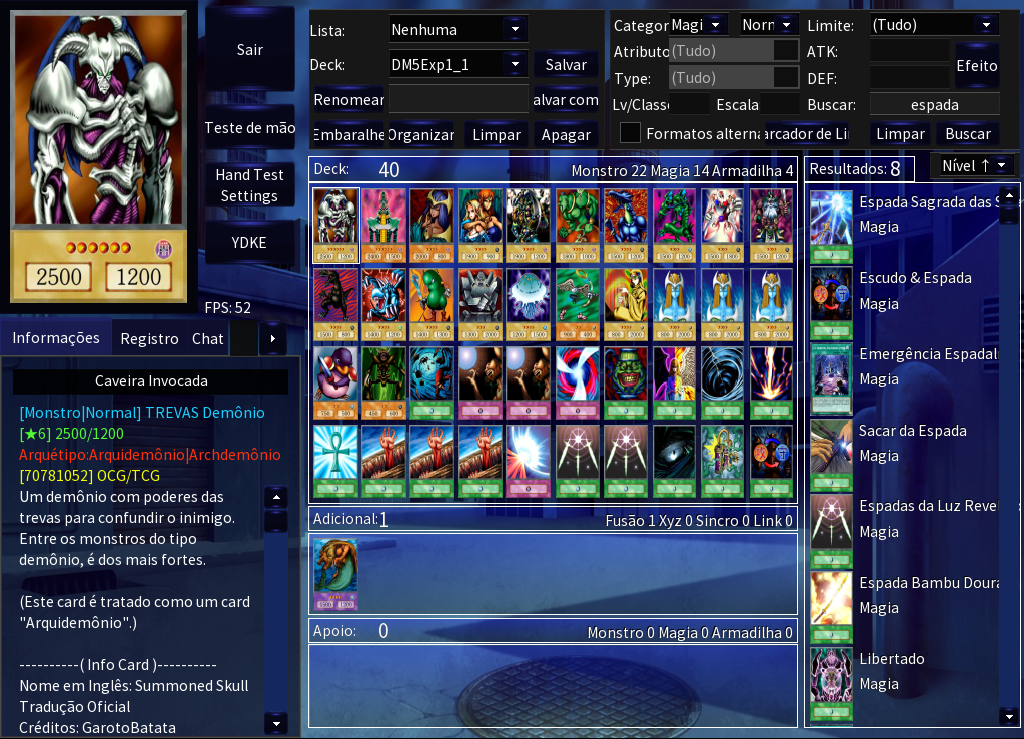 2500 1200
Sair
Teste de mão
Hand Test
Settings
YDKE
FPS: 52
Lista: Nenhuma
Deck: DM5Exp1_1 Salvar
Renomear alvar com
Embaralhe Organizar Limpar Apagar
Categor Magi Norn Limite: (Tudo)
Atributo (Tudo) ATK:
Type: (Tudo) DEF: Efeito
Lv/Classe Escala Buscar: espada
Formatos alterna arcador de Li Limpar Buscar
Deck: 40 Monstro 22 Magia 14 Armadilha 4
Resultados: 8 Nível ↑
Espada Sagrada das S
Magia
Escudo & Espada
Magia
Emergência Espadal
Magia
Sacar da Espada
Magia
Espadas da Luz Revel
Magia
Espada Bambu Doura
Magia
Libertado
Magia
Adicional: 1 Fusão 1 Xyz 0 Sincro 0 Link 0
Apoio: 0 Monstro 0 Magia 0 Armadilha 0
Informações Registro Chat
Caveira Invocada
[Monstro|Normal] TREVAS Demônio
[★6] 2500/1200
Arquétipo:Arquidemônio|Archdemônio
[70781052] OCG/TCG
Um demônio com poderes das
trevas para confundir o inimigo.
Entre os monstros do tipo
demônio, é dos mais fortes.
(Este card é tratado como um card
"Arquidemônio".)
----------( Info Card )----------
Nome em Inglês: Summoned Skull
Tradução Oficial
Créditos: GarotoBatata